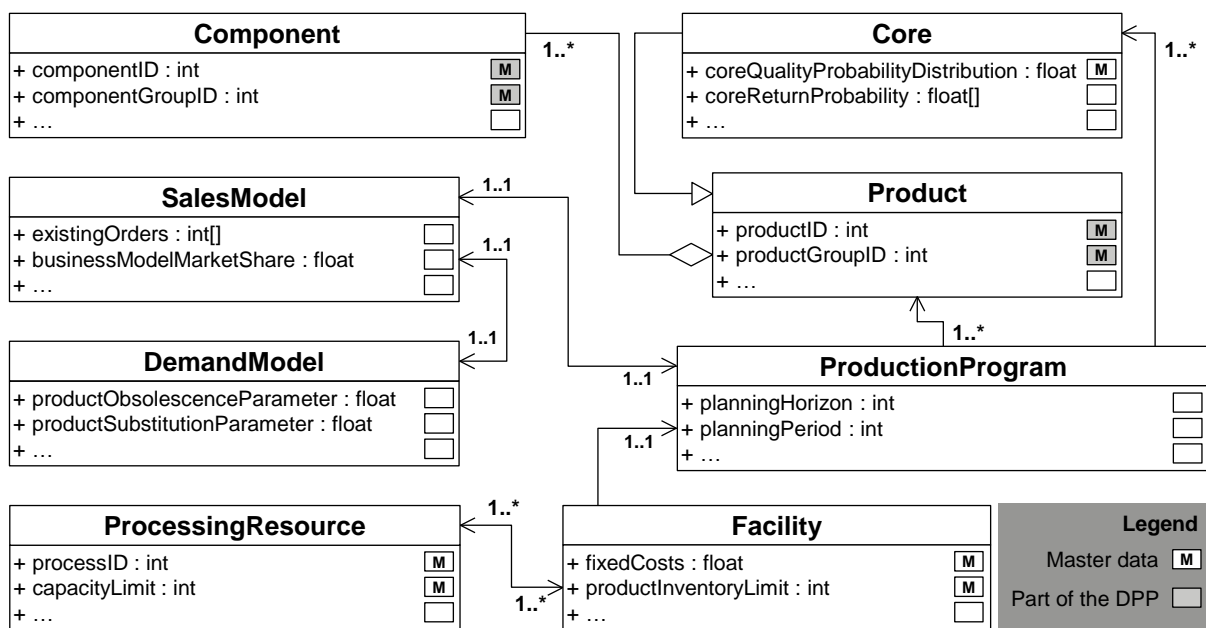 Component
+ componentID : int M
+ componentGroupID : int M
+ …
1..*
Core
+ coreQualityProbabilityDistribution : float M
+ coreReturnProbability : float[]
+ …
1..*
SalesModel
+ existingOrders : int[]
+ businessModelMarketShare : float
+ …
1..1
1..1
Product
+ productID : int M
+ productGroupID : int M
+ …
1..*
DemandModel
+ productObsolescenceParameter : float
+ productSubstitutionParameter : float
+ …
1..1
1..1
ProductionProgram
+ planningHorizon : int
+ planningPeriod : int
+ …
1..1
ProcessingResource
+ processID : int M
+ capacityLimit : int M
+ …
1..*
1..*
Facility
+ fixedCosts : float M
+ productInventoryLimit : int M
+ …
Legend
Master data M
Part of the DPP